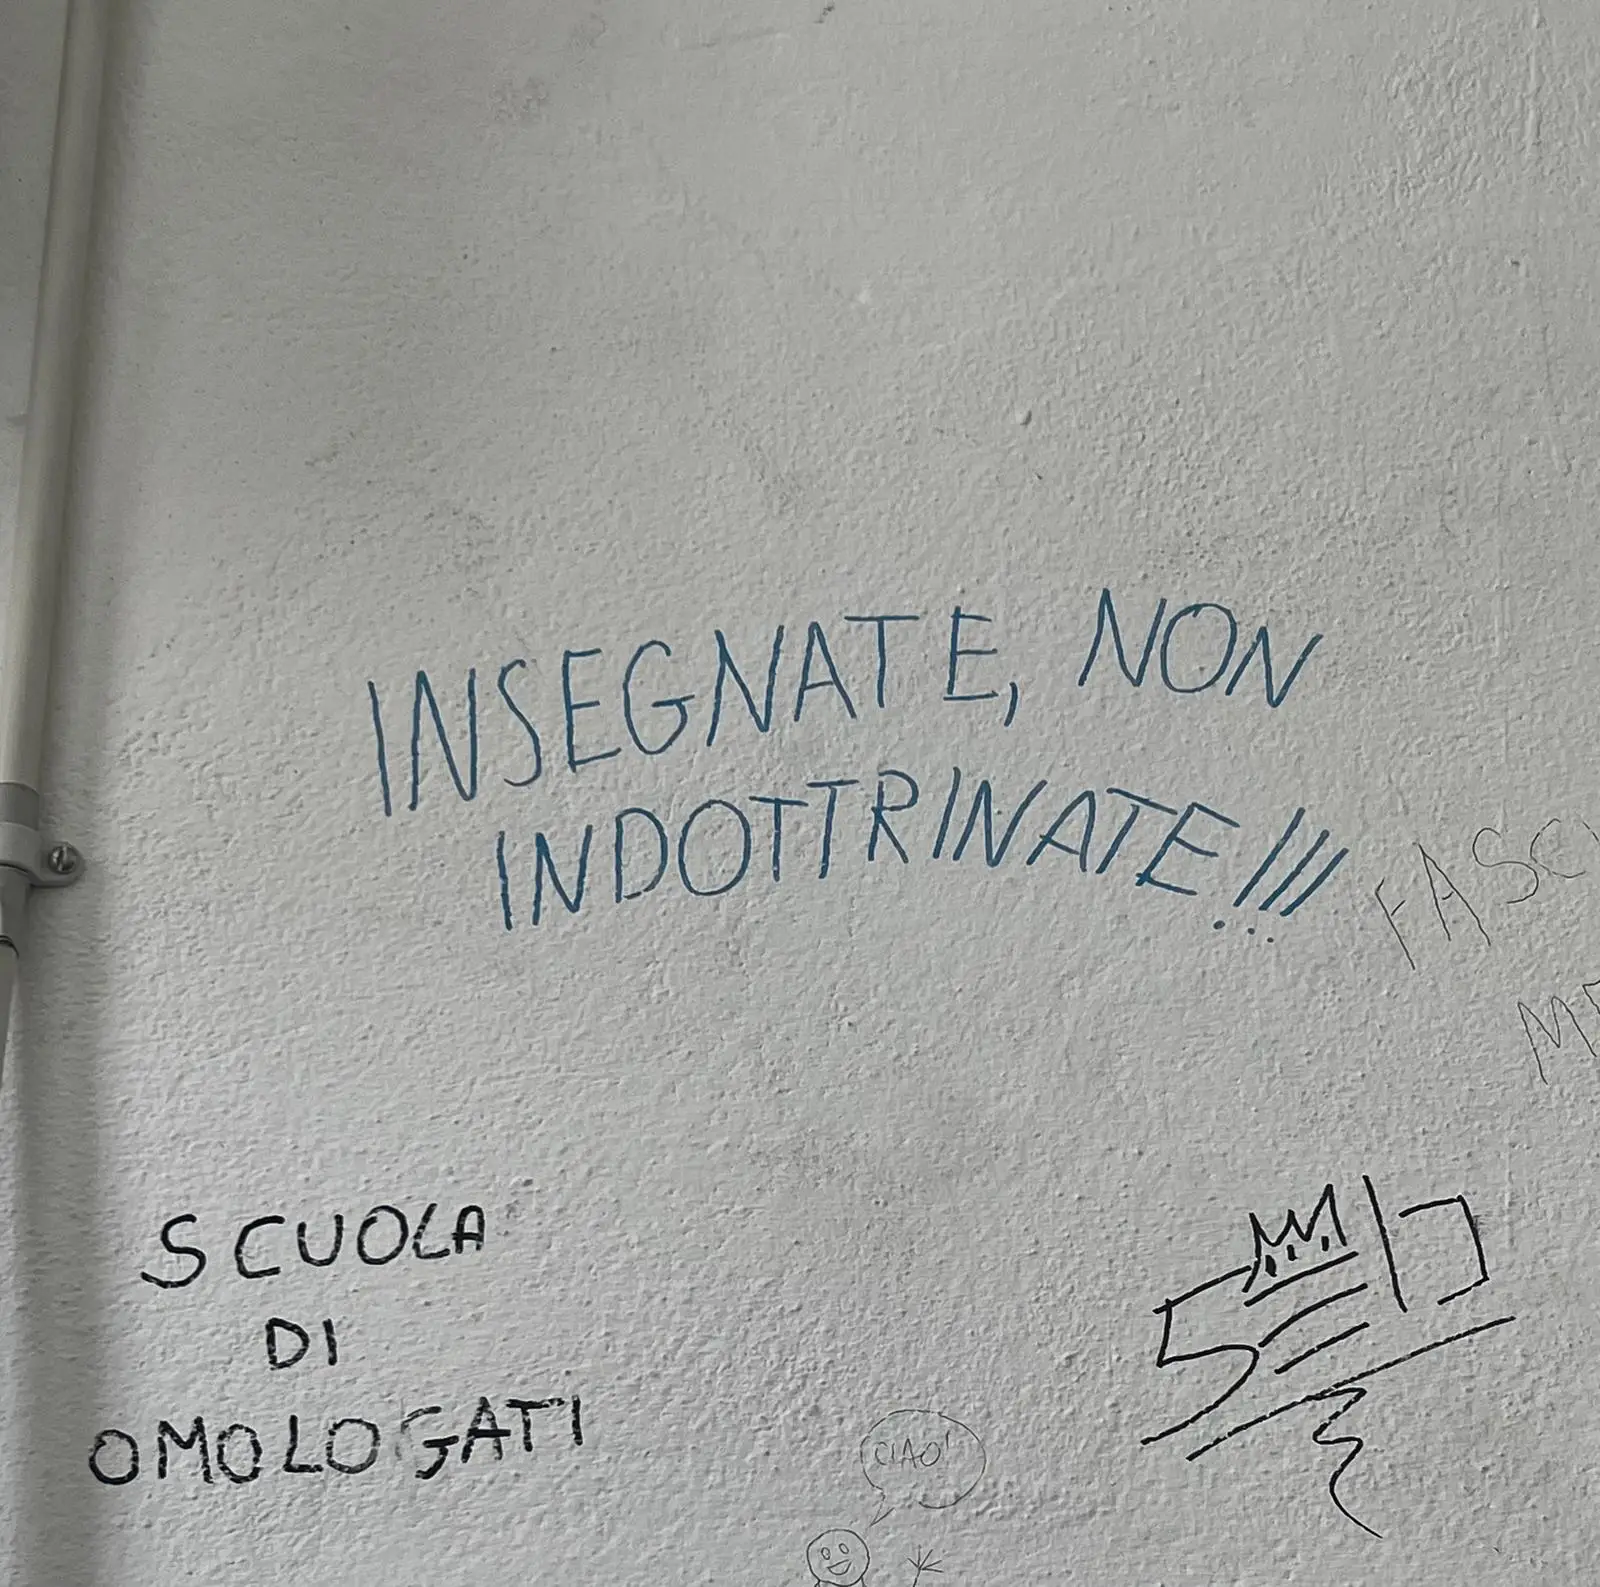 INSEGNATE, NON
INDOTTRINATE!!!
SCUOLA
DI
OMOLOGATI
CIAO!